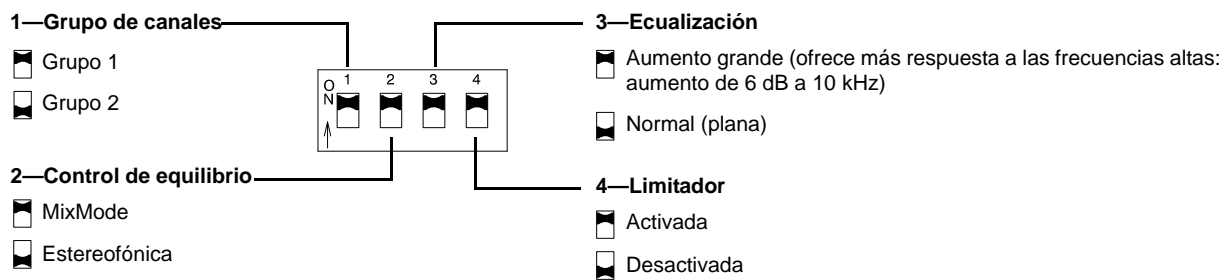 1—Grupo de canales
Grupo 1
Grupo 2
2—Control de equilibrio
MixMode
Estereofónica
ON
1 2 3 4
3—Ecualización
Aumento grande (ofrece más respuesta a las frecuencias altas:
aumento de 6 dB a 10 kHz)
Normal (plana)
4—Limitador
Activada
Desactivada